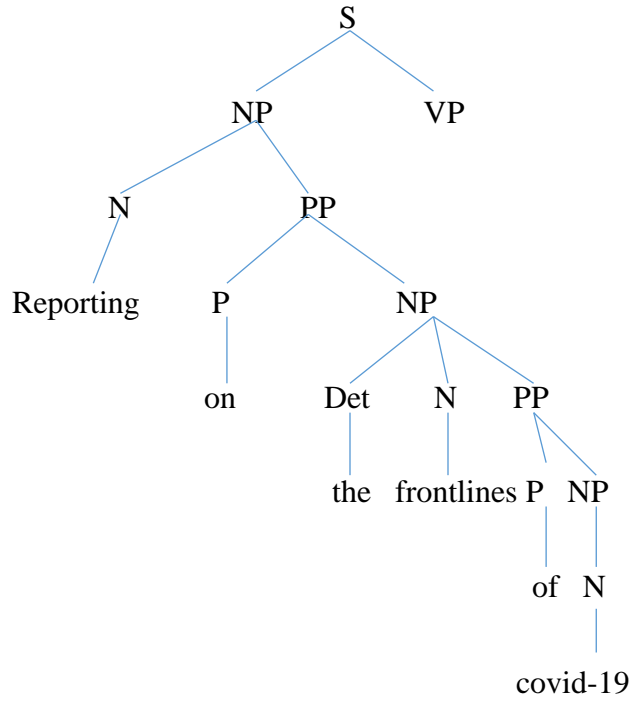 S
NP VP
N PP
Reporting P NP
on Det N PP
the frontlines P NP
of N
covid-19